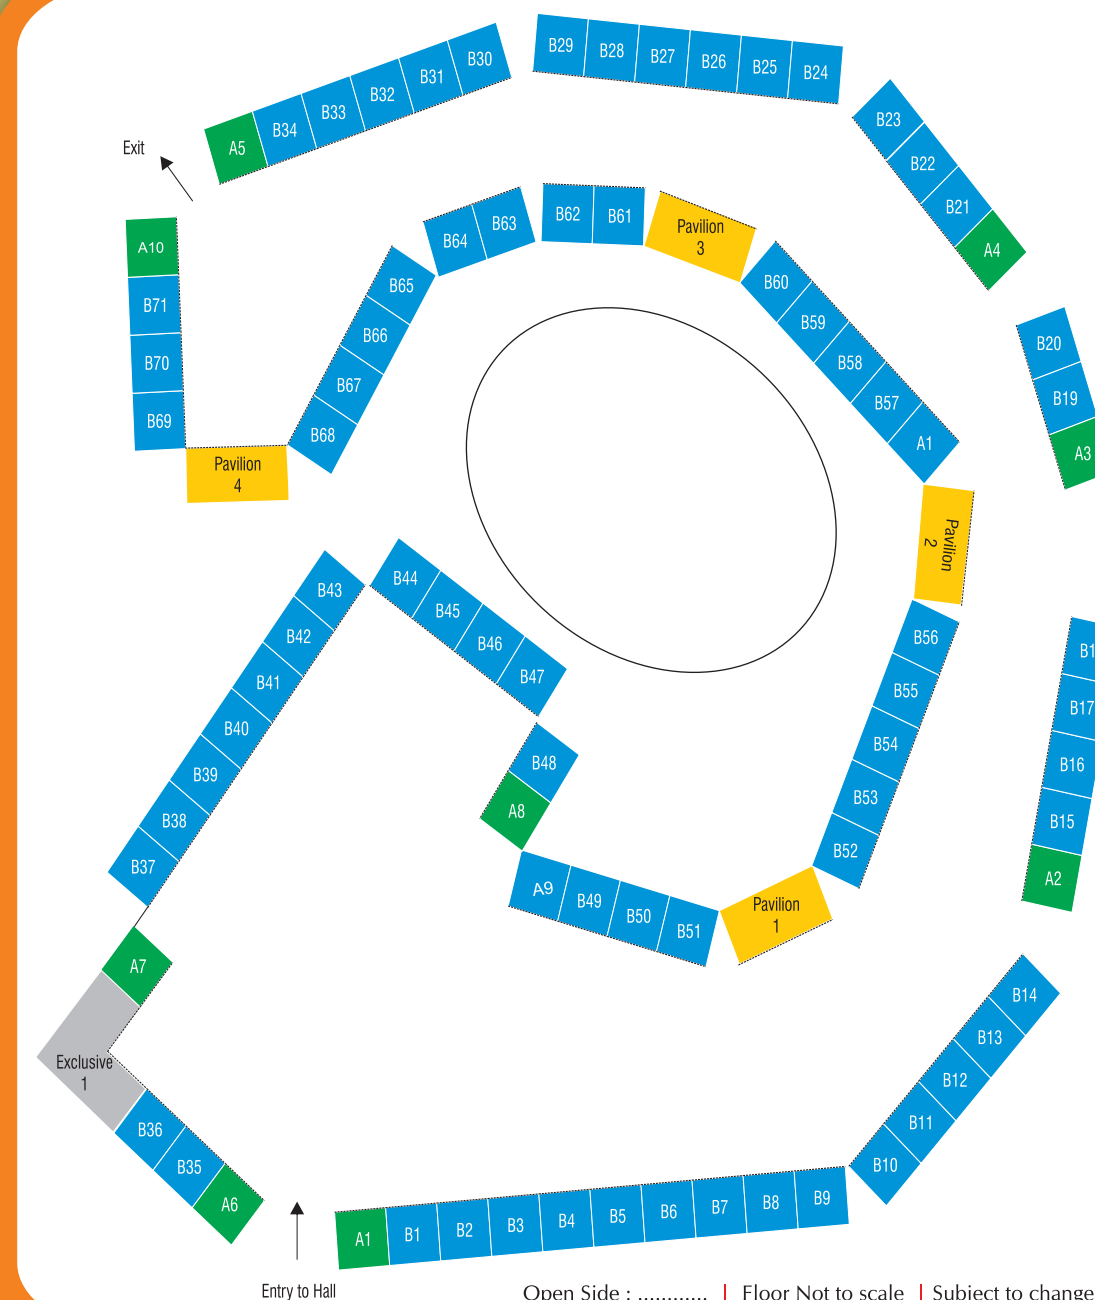 B29 B28 B27 B26 B25 B24
A5 B34 B33 B32 B31 B30
B23
B22
B21
A4
Exit
A10
B71
B70
B69
Pavilion
4
B68
B67
B66
B65
B64 B63
B62 B61
Pavilion
3
B60
B59
B58
B57
A1
Pavilion
2
B20
B19
A3
B56
B55
B54
B53
B52
Pavilion
1
B17
B16
B15
A2
B43
B42
B41
B40
B39
B38
B37
B44
B45
B46
B47
B48
A8
A9 B49 B50 B51
A7
Exclusive
1
B36
B35
A6
B14
B13
B12
B11
B10
A1 B1 B2 B3 B4 B5 B6 B7 B8 B9
Entry to Hall
Open Side : ............ | Floor Not to scale | Subject to change